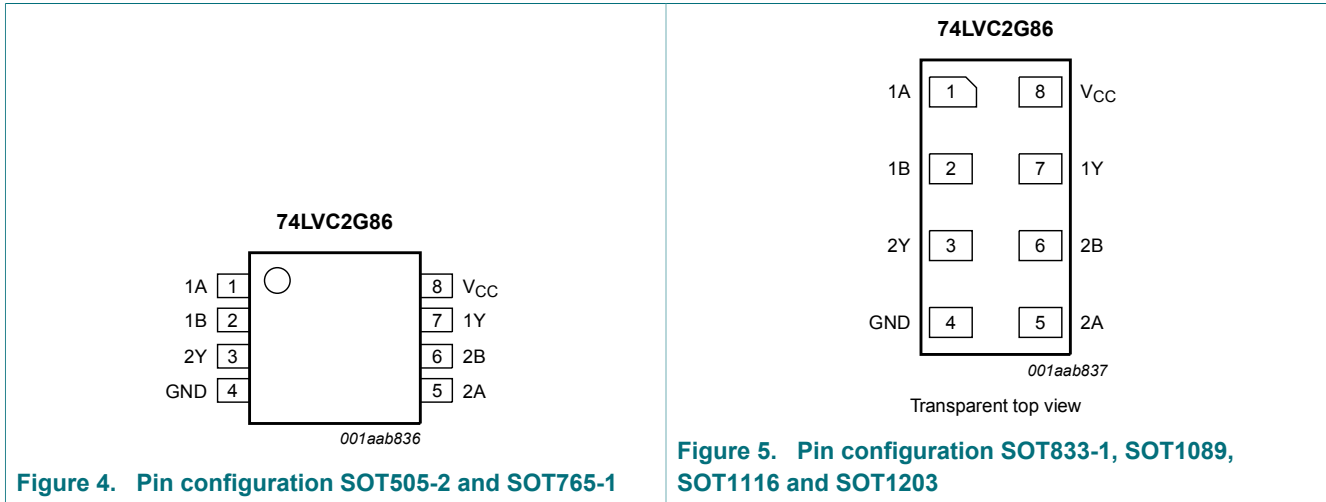 74LVC2G86
1A 1 8 VCC
1B 2 7 1Y
2Y 3 6 2B
GND 4 5 2A
001aab836
Figure 4. Pin configuration SOT505-2 and SOT765-1
74LVC2G86
1A 1 8 VCC
1B 2 7 1Y
2Y 3 6 2B
GND 4 5 2A
001aab837
Transparent top view
Figure 5. Pin configuration SOT833-1, SOT1089,
SOT1116 and SOT1203